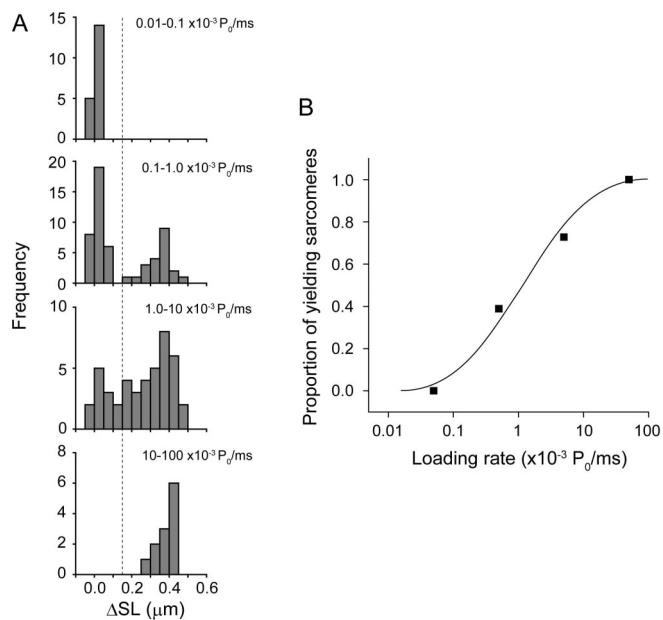 A
0.01-0.1 x10⁻³ P₀/ms
15
10
5
0
0.1-1.0 x10⁻³ P₀/ms
20
15
10
5
0
Frequency
1.0-10 x10⁻³ P₀/ms
10
5
0
10-100 x10⁻³ P₀/ms
8
6
4
2
0
0.0 0.2 0.4 0.6
ΔSL (μm)
B
Proportion of yielding sarcomeres
1.0
0.8
0.6
0.4
0.2
0.0
0.01 0.1 1 10 100
Loading rate (x10⁻³ P₀/ms)